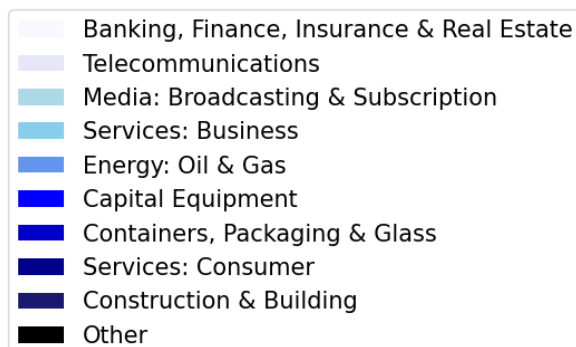 Banking, Finance, Insurance & Real Estate
Telecommunications
Media: Broadcasting & Subscription
Services: Business
Energy: Oil & Gas
Capital Equipment
Containers, Packaging & Glass
Services: Consumer
Construction & Building
Other